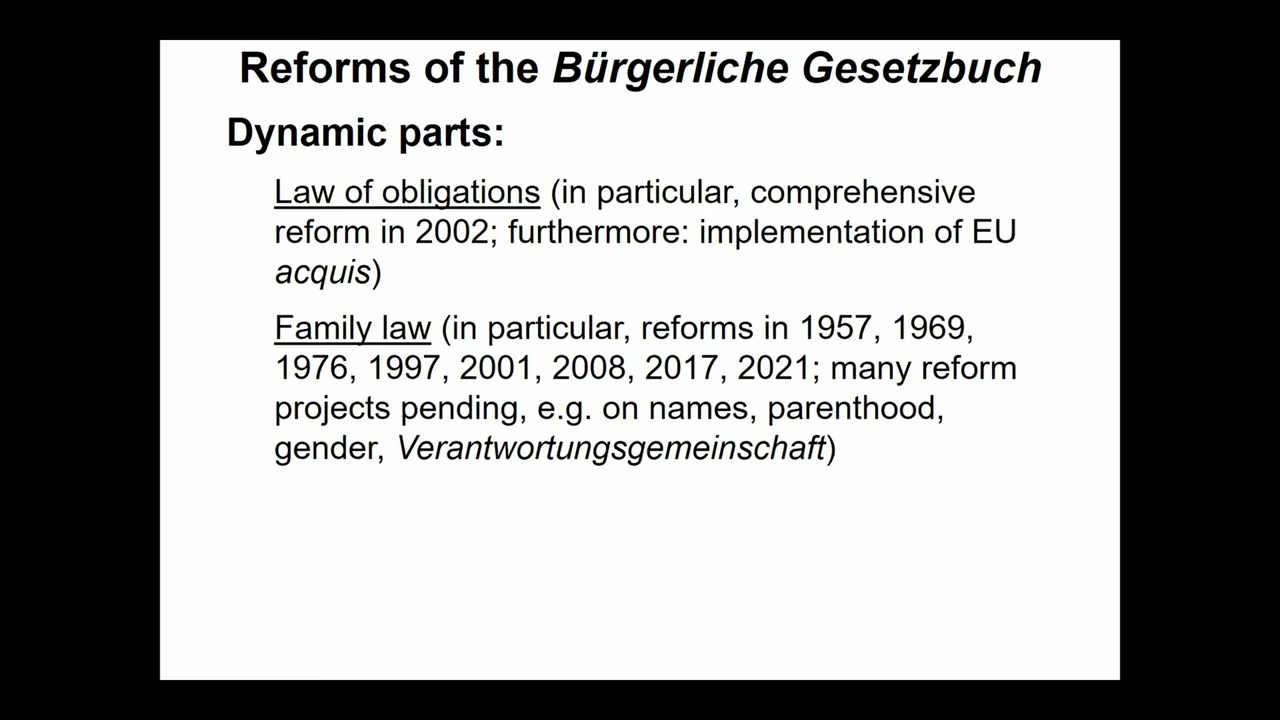 Reforms of the Bürgerliche Gesetzbuch
Dynamic parts:
Law of obligations (in particular, comprehensive
reform in 2002; furthermore: implementation of EU
acquis)
Family law (in particular, reforms in 1957, 1969,
1976, 1997, 2001, 2008, 2017, 2021; many reform
projects pending, e.g. on names, parenthood,
gender, Verantwortungsgemeinschaft)